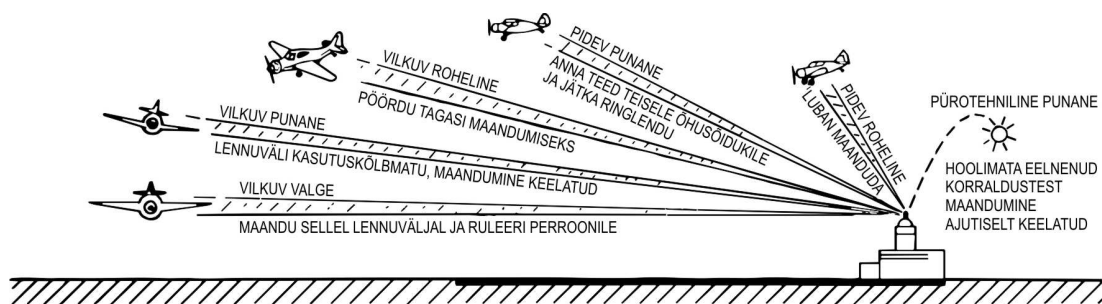 VILKUV PUNANE
LENNUVÄLI KASUTUSKÕLBMATU, MAANDUMINE KEELATUD
VILKUV VALGE
MAANDU SELLEL LENNUVÄLJAL JA RULEERI PERROONILE
VILKUV ROHELINE
PÖÖRDU TAGASI MAANDUMISEKS
PIDEV PUNANE
ANNA TEED TEISELE ÕHUSÕIDUKILE
JA JÄTKA RINGLENDU
PIDEV ROHELINE
LUBAN MAANDUDA
PÜROTEHNILINE PUNANE
HOOLIMATA EELNENUD
KORRALDUSTEST
MAANDUMINE
AJUTISELT KEELATUD